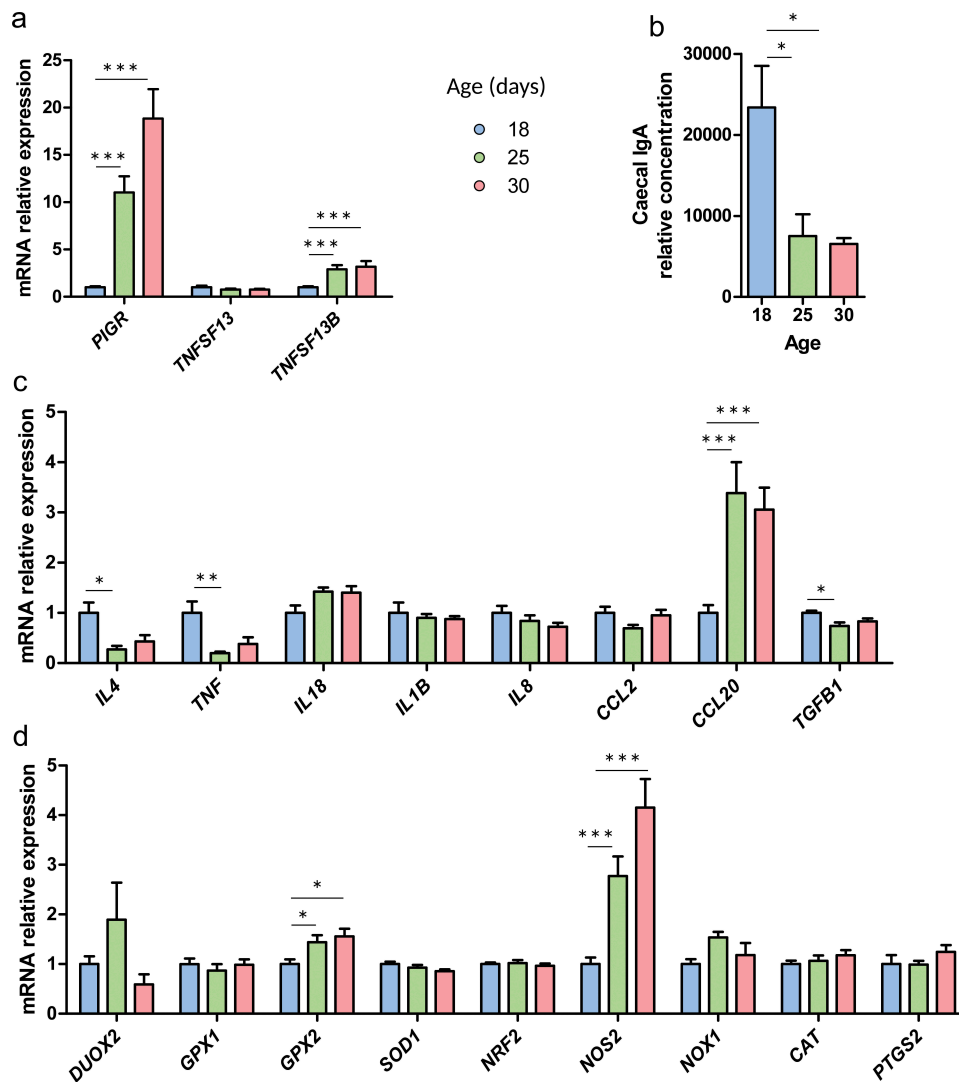 a
mRNA relative expression
25
20
15
10
5
0
***
***
***
***
PIGR
TNFSF13
TNFSF13B
Age (days)
18
25
30
b
Caecal IgA
relative concentration
30000
20000
10000
0
*
*
18 25 30
Age
c
mRNA relative expression
5
4
3
2
1
0
*
**
***
***
*
IL4
TNF
IL18
IL1B
IL8
CCL2
CCL20
TGFB1
d
mRNA relative expression
5
4
3
2
1
0
*
*
***
***
DUOX2
GPX1
GPX2
SOD1
NRF2
NOS2
NOX1
CAT
PTGS2